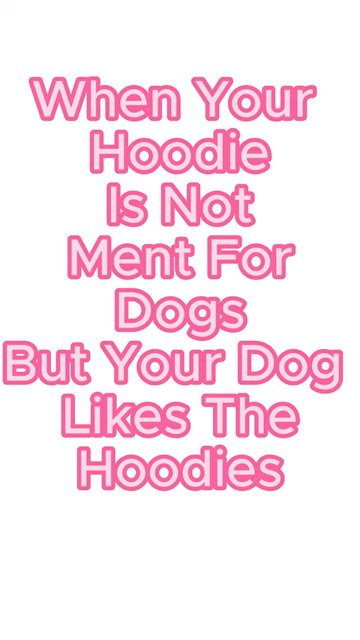 When Your
Hoodie
Is Not
Ment For
Dogs
But Your Dog
Likes The
Hoodies